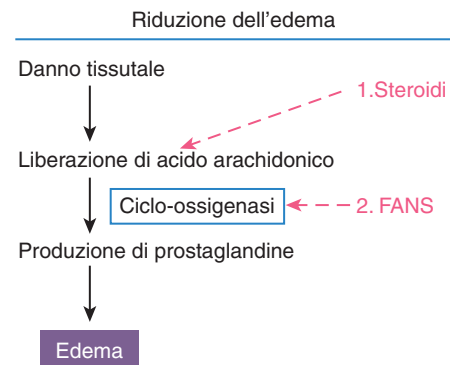 Riduzione dell'edema
Danno tissutale
1.Steroidi
Liberazione di acido arachidonico
Ciclo-ossigenasi
2. FANS
Produzione di prostaglandine
Edema